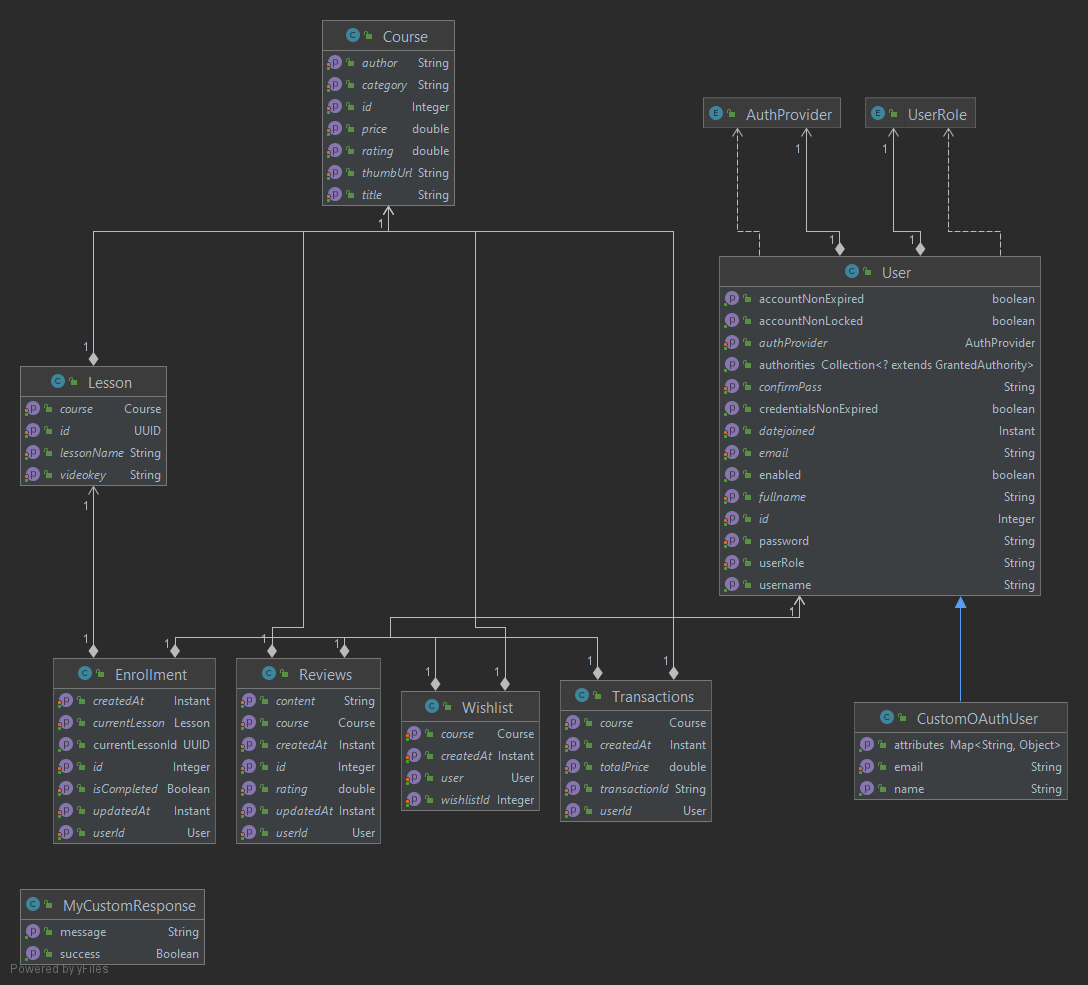 Course
author String
category String
id Integer
price double
rating double
thumbUrl String
title String
AuthProvider
UserRole
1
1
1
1
1
User
accountNonExpired boolean
accountNonLocked boolean
authProvider AuthProvider
authorities Collection<? extends GrantedAuthority>
confirmPass String
credentialsNonExpired boolean
datejoined Instant
email String
enabled boolean
fullname String
id Integer
password String
userRole String
username String
1
Lesson
course Course
id UUID
lessonName String
videokey String
1
1
1
1
1
1
1
1
1
1
Enrollment
createdAt Instant
currentLesson Lesson
currentLessonId UUID
id Integer
isCompleted Boolean
updatedAt Instant
userId User
Reviews
content String
course Course
createdAt Instant
id Integer
rating double
updatedAt Instant
userId User
Wishlist
course Course
createdAt Instant
user User
wishlistId Integer
Transactions
course Course
createdAt Instant
totalPrice double
transactionId String
userId User
CustomOAuthUser
attributes Map<String, Object>
email String
name String
MyCustomResponse
message String
success Boolean
Powered by yFiles